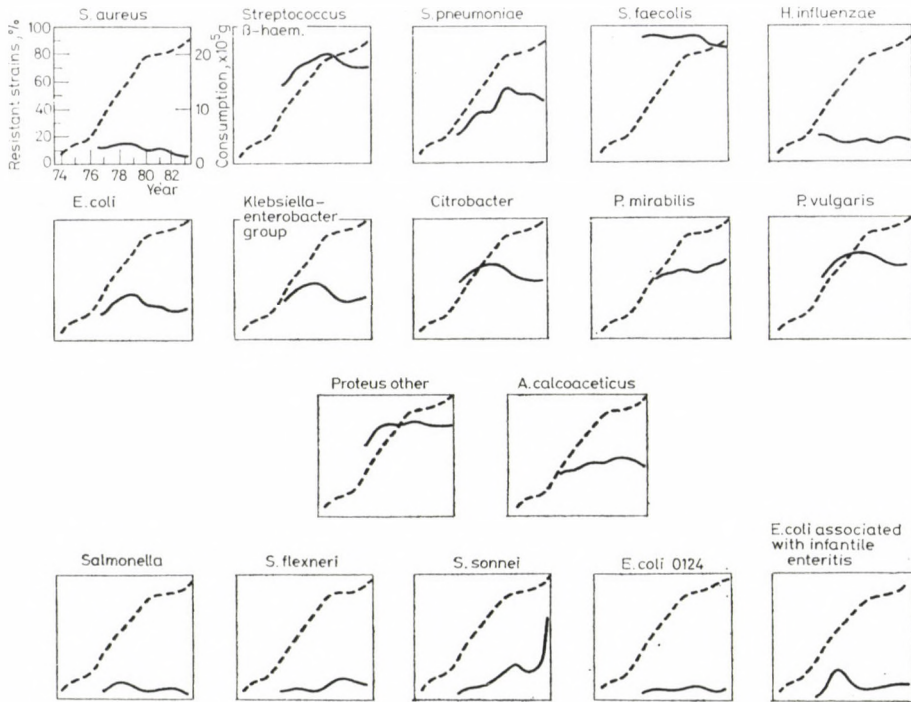 S. aureus
Streptococcus
β-haem.
S. pneumoniae
S. faecolis
H. influenzae
Resistant strains, %
100
80
60
40
20
0
20
10
0
Consumption, x10⁵g
74 76 78 80 82
Year
E. coli
Klebsiella-
enterobacter
group
Citrobacter
P. mirabilis
P. vulgaris
Proteus other
A. calcoaceticus
Salmonella
S. flexneri
S. sonnei
E. coli 0124
E. coli associated
with infantile
enteritis